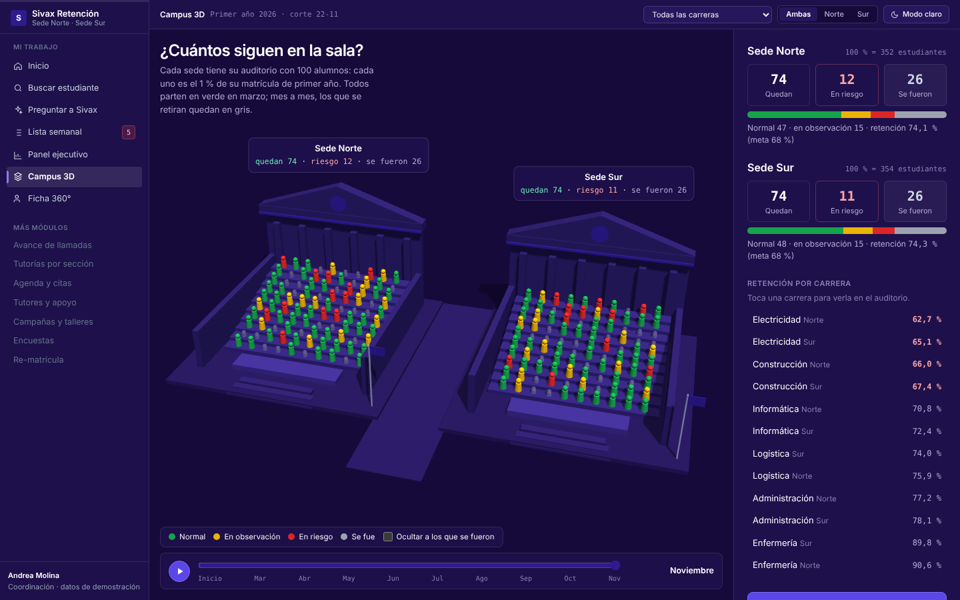 S
Sivax Retención
Sede Norte · Sede Sur
MI TRABAJO
Inicio
Buscar estudiante
Preguntar a Sivax
Lista semanal
5
Panel ejecutivo
Campus 3D
Ficha 360°
MÁS MÓDULOS
Avance de llamadas
Tutorías por sección
Agenda y citas
Tutores y apoyo
Campañas y talleres
Encuestas
Re-matrícula
Andrea Molina
Coordinación · datos de demostración
Campus 3D
Primer año 2026 · corte 22-11
Todas las carreras
Ambas
Norte
Sur
Modo claro
¿Cuántos siguen en la sala?
Cada sede tiene su auditorio con 100 alumnos: cada
uno es el 1 % de su matrícula de primer año. Todos
parten en verde en marzo; mes a mes, los que se
retiran quedan en gris.
Sede Norte
quedan 74 · riesgo 12 · se fueron 26
Sede Sur
quedan 74 · riesgo 11 · se fueron 26
Normal
En observación
En riesgo
Se fue
Ocultar a los que se fueron
Inicio
Mar
Abr
May
Jun
Jul
Ago
Sep
Oct
Nov
Noviembre
Sede Norte
100 % = 352 estudiantes
74
Quedan
12
En riesgo
26
Se fueron
Normal 47 · en observación 15 · retención 74,1 %
(meta 68 %)
Sede Sur
100 % = 354 estudiantes
74
Quedan
11
En riesgo
26
Se fueron
Normal 48 · en observación 15 · retención 74,3 %
(meta 68 %)
RETENCIÓN POR CARRERA
Toca una carrera para verla en el auditorio.
Electricidad Norte 62,7 %
Electricidad Sur 65,1 %
Construcción Norte 66,0 %
Construcción Sur 67,4 %
Informática Norte 70,8 %
Informática Sur 72,4 %
Logística Sur 74,0 %
Logística Norte 75,9 %
Administración Norte 77,2 %
Administración Sur 78,1 %
Enfermería Sur 89,8 %
Enfermería Norte 90,6 %